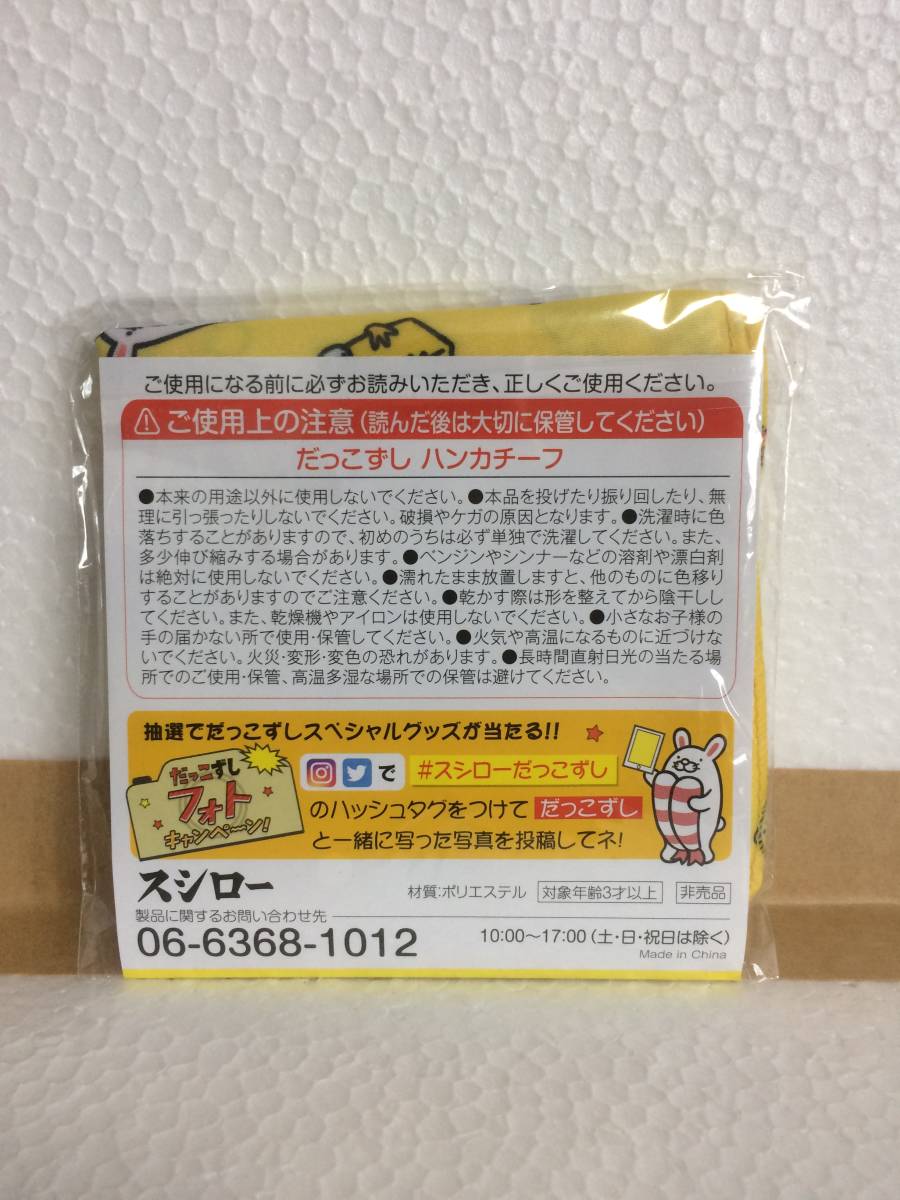 ご使用になる前に必ずお読みいただき、正しくご使用ください。
ご使用上の注意（読んだ後は大切に保管してください）
だっこずし ハンカチーフ
●本来の用途以外に使用しないでください。●本品を投げたり振り回したり、無
理に引っ張ったりしないでください。破損やケガの原因となります。●洗濯時に色
落ちすることがありますので、初めのうちは必ず単独で洗濯してください。また、
多少伸び縮みする場合があります。●ベンジンやシンナーなどの溶剤や漂白剤
は絶対に使用しないでください。●濡れたまま放置しますと、他のものに色移り
することがありますのでご注意ください。●乾かす際は形を整えてから陰干しし
てください。また、乾燥機やアイロンは使用しないでください。●小さなお子様の
手の届かない所で使用・保管してください。●火気や高温になるものに近づけな
いでください。火災・変形・変色の恐れがあります。●長時間直射日光の当たる場
所でのご使用・保管、高温多湿な場所での保管は避けてください。
抽選でだっこずしスペシャルグッズが当たる!!
だっこずし
フォト
キャンペーン!
で #スシローだっこずし
のハッシュタグをつけて だっこずし
と一緒に写った写真を投稿してネ!
スシロー
材質:ポリエステル 対象年齢3才以上 非売品
製品に関するお問い合わせ先
06-6368-1012 10:00〜17:00（土・日・祝日は除く）
Made in China